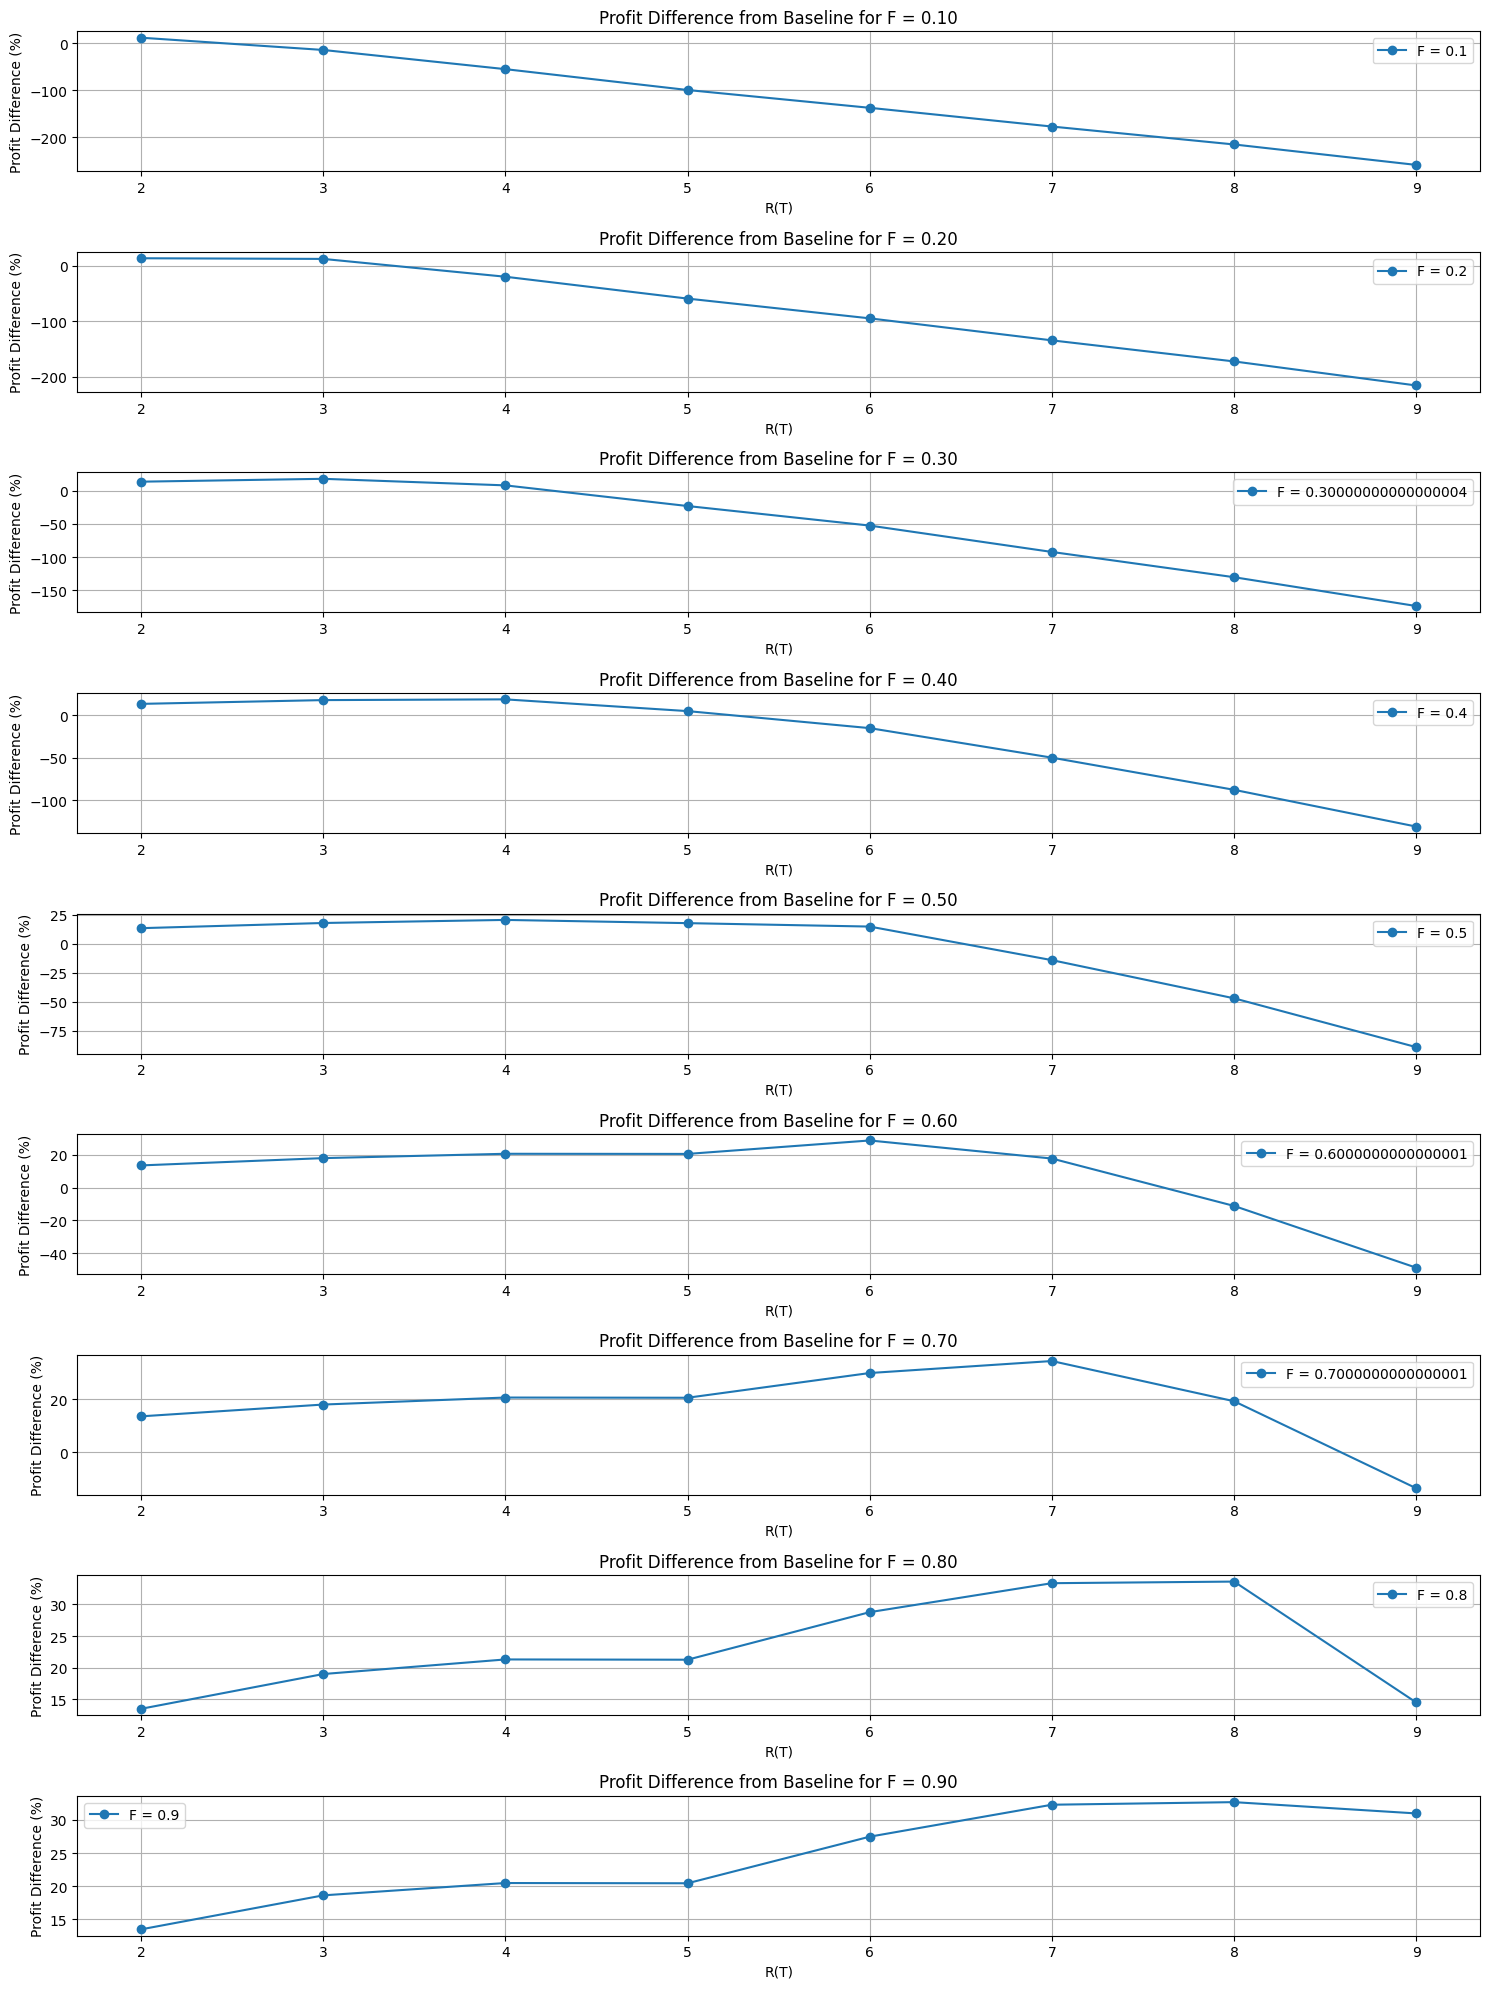 Profit Difference from Baseline for F = 0.10
Profit Difference (%)
0
−100
−200
F = 0.1
2 3 4 5 6 7 8 9
R(T)
Profit Difference from Baseline for F = 0.20
Profit Difference (%)
0
−100
−200
F = 0.2
2 3 4 5 6 7 8 9
R(T)
Profit Difference from Baseline for F = 0.30
Profit Difference (%)
0
−50
−100
−150
F = 0.30000000000000004
2 3 4 5 6 7 8 9
R(T)
Profit Difference from Baseline for F = 0.40
Profit Difference (%)
0
−50
−100
F = 0.4
2 3 4 5 6 7 8 9
R(T)
Profit Difference from Baseline for F = 0.50
Profit Difference (%)
25
0
−25
−50
−75
F = 0.5
2 3 4 5 6 7 8 9
R(T)
Profit Difference from Baseline for F = 0.60
Profit Difference (%)
20
0
−20
−40
F = 0.6000000000000001
2 3 4 5 6 7 8 9
R(T)
Profit Difference from Baseline for F = 0.70
Profit Difference (%)
20
0
F = 0.7000000000000001
2 3 4 5 6 7 8 9
R(T)
Profit Difference from Baseline for F = 0.80
Profit Difference (%)
30
25
20
15
F = 0.8
2 3 4 5 6 7 8 9
R(T)
Profit Difference from Baseline for F = 0.90
Profit Difference (%)
30
25
20
15
F = 0.9
2 3 4 5 6 7 8 9
R(T)